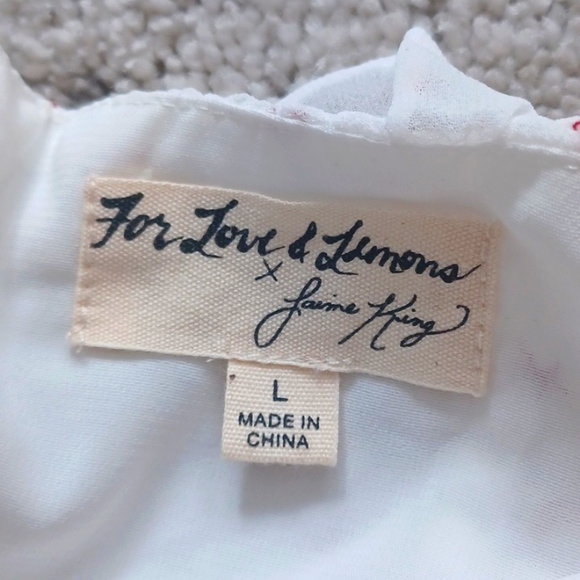 For Love & Lemons
x
Jaime King
L
MADE IN
CHINA